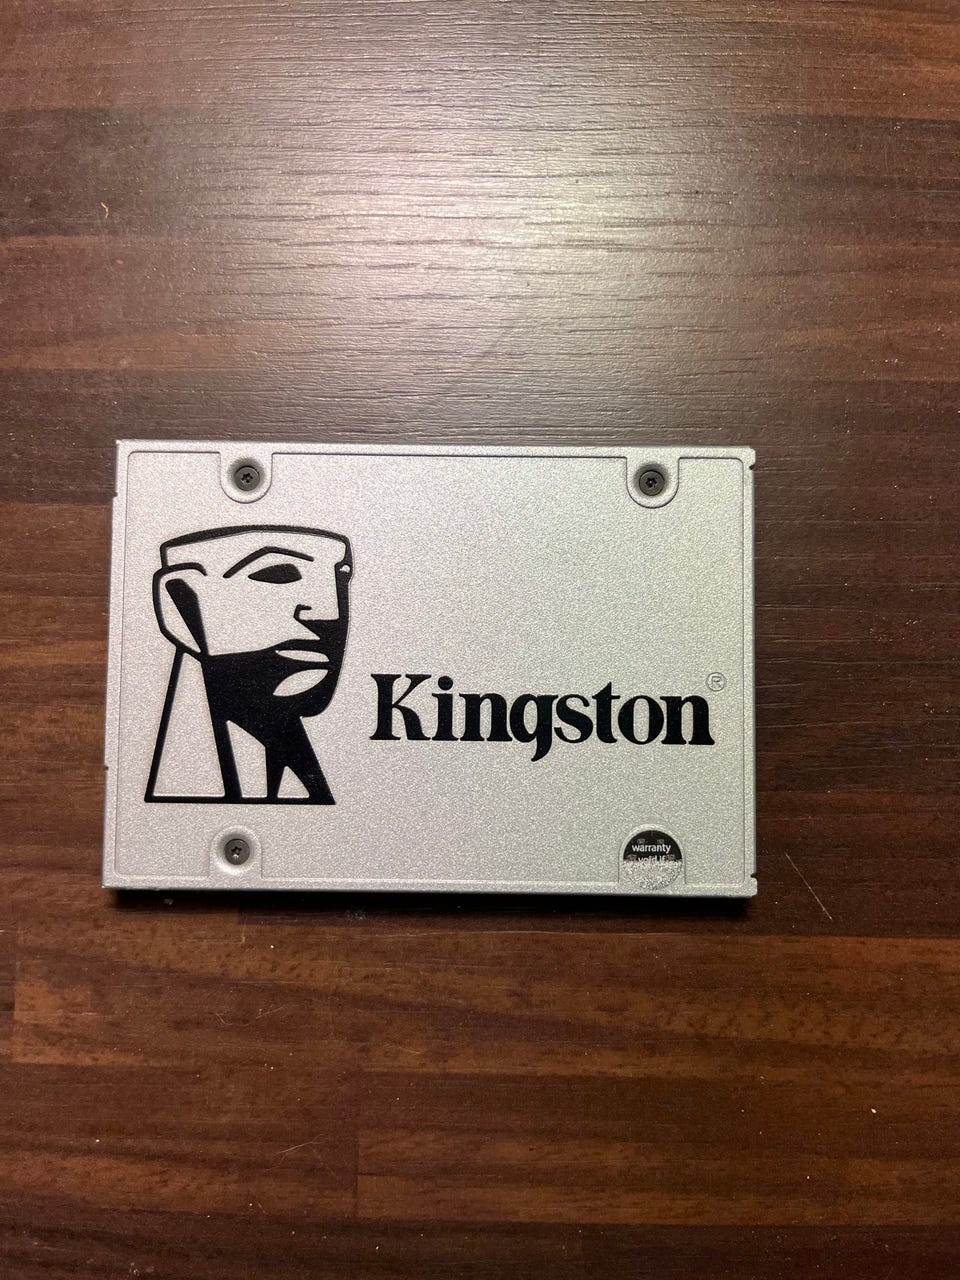 Kingston®
warranty
void if